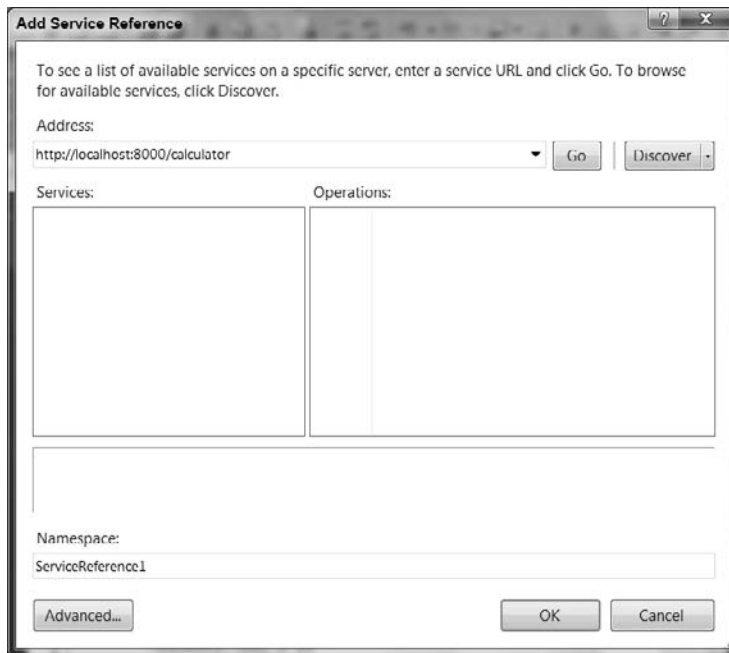 Add Service Reference
To see a list of available services on a specific server, enter a service URL and click Go. To browse
for available services, click Discover.
Address:
http://localhost:8000/calculator
Go
Discover
Services:
Operations:
Namespace:
ServiceReference1
Advanced...
OK
Cancel